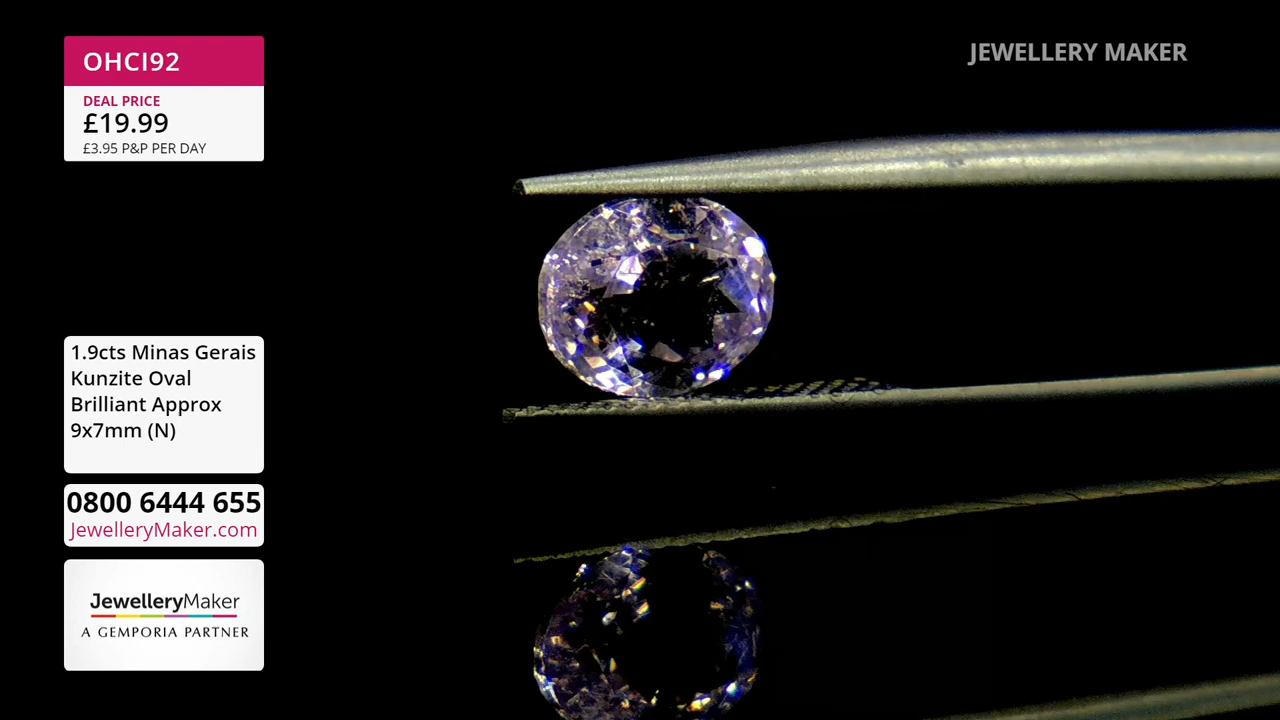 OHCI92
DEAL PRICE
£19.99
£3.95 P&P PER DAY
JEWELLERY MAKER
1.9cts Minas Gerais
Kunzite Oval
Brilliant Approx
9x7mm (N)
0800 6444 655
JewelleryMaker.com
JewelleryMaker
A GEMPORIA PARTNER